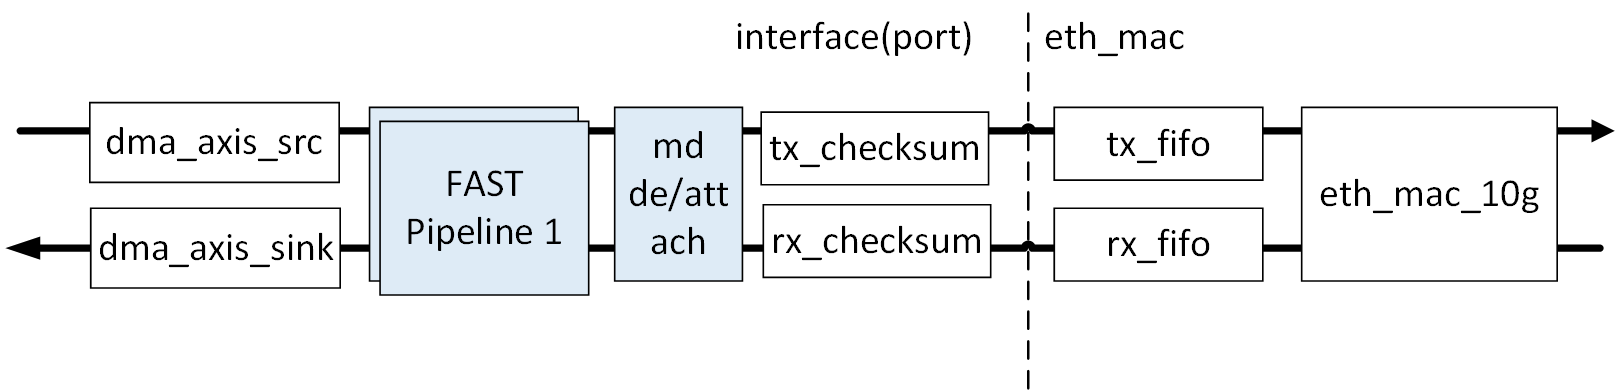 interface(port)
eth_mac
dma_axis_src
dma_axis_sink
FAST
Pipeline 1
md
de/att
ach
tx_checksum
rx_checksum
tx_fifo
rx_fifo
eth_mac_10g